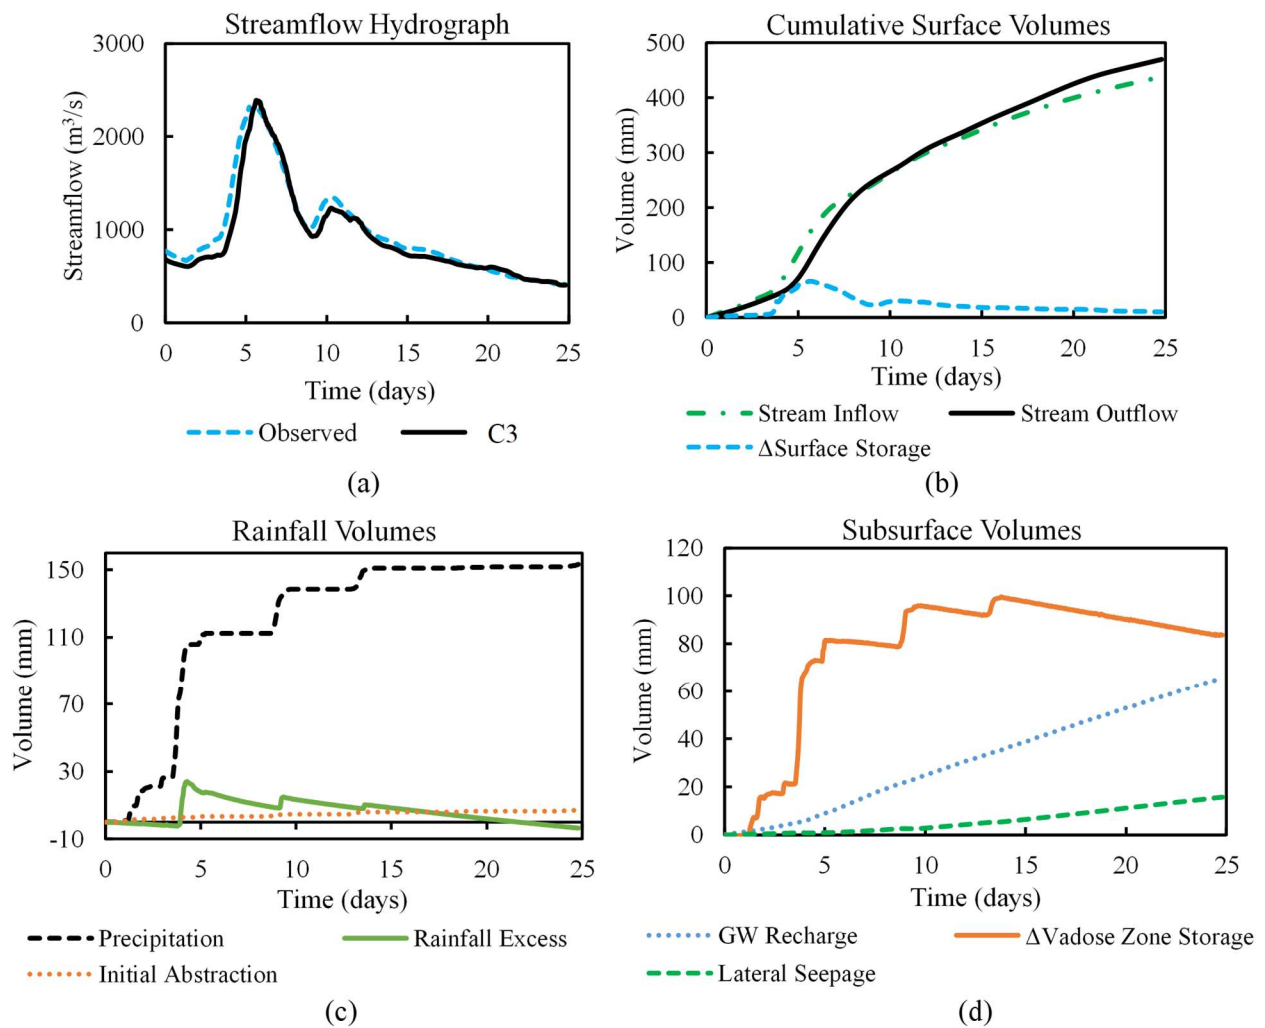 Streamflow Hydrograph
3000
2000
1000
0
Streamflow (m³/s)
0 5 10 15 20 25
Time (days)
Observed C3
(a)
Cumulative Surface Volumes
500
400
300
200
100
0
Volume (mm)
0 5 10 15 20 25
Time (days)
Stream Inflow Stream Outflow
ΔSurface Storage
(b)
Rainfall Volumes
150
110
70
30
-10
Volume (mm)
0 5 10 15 20 25
Time (days)
Precipitation Rainfall Excess
Initial Abstraction
(c)
Subsurface Volumes
120
100
80
60
40
20
0
Volume (mm)
0 5 10 15 20 25
Time (days)
GW Recharge ΔVadose Zone Storage
Lateral Seepage
(d)